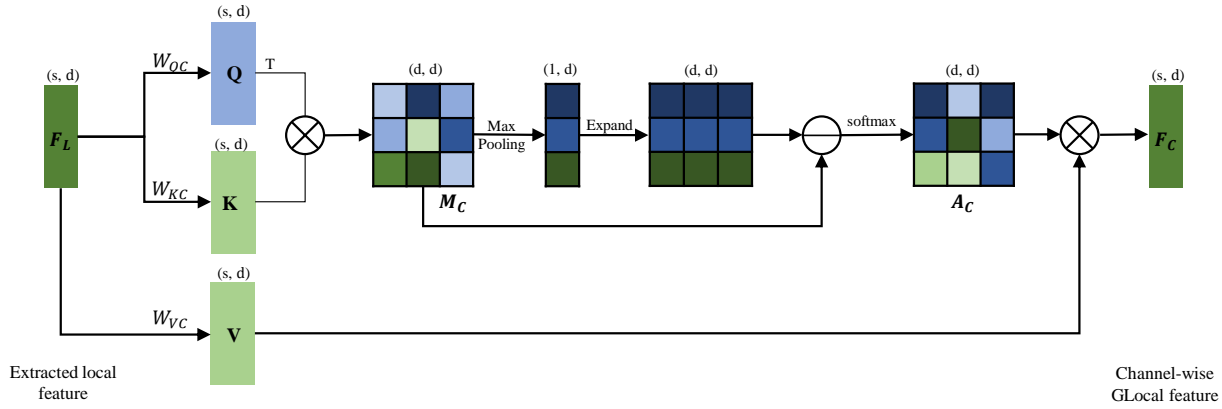 (s, d)
W_QC
Q
T
(s, d)
F_L
(s, d)
W_KC
K
(d, d)
M_C
Max
Pooling
(1, d)
Expand
(d, d)
softmax
(d, d)
A_C
(s, d)
F_C
(s, d)
W_VC
V
Extracted local
feature
Channel-wise
GLocal feature